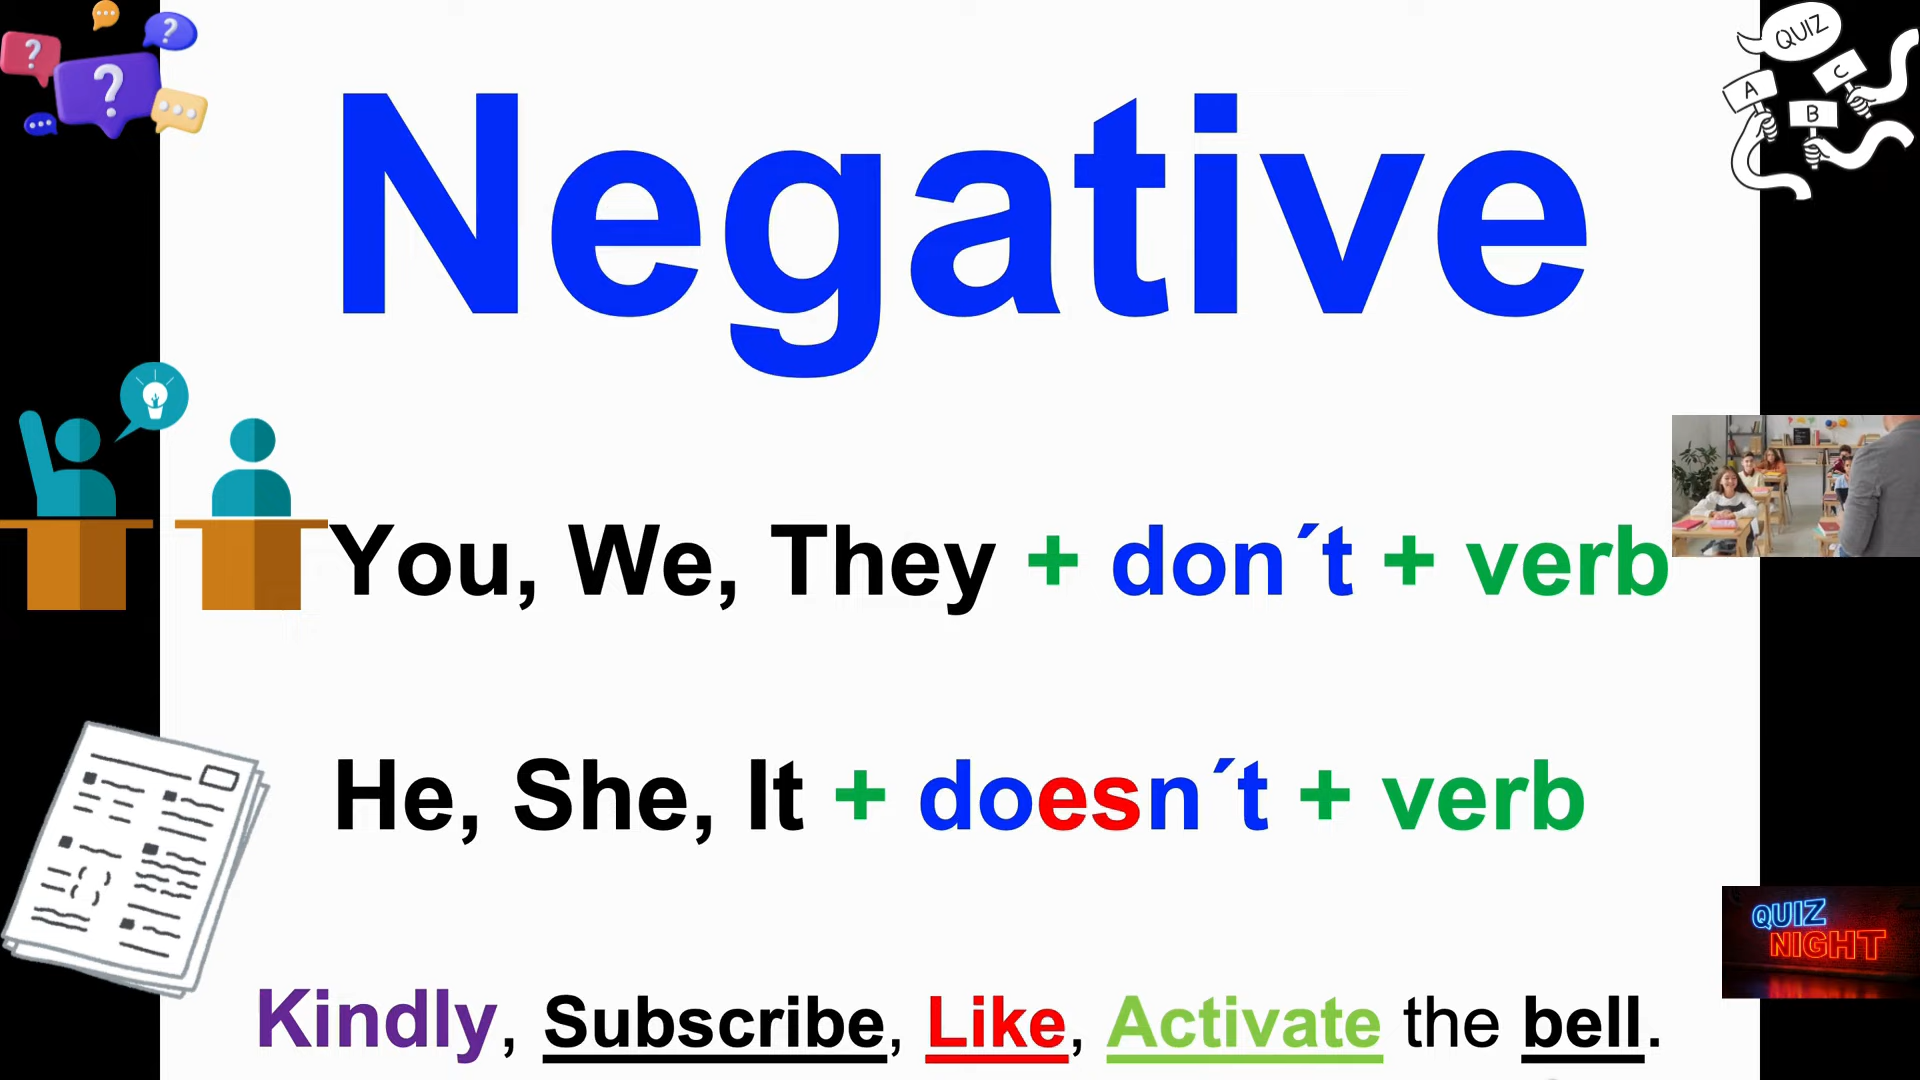 Negative
You, We, They + don´t + verb
He, She, It + doesn´t + verb
Kindly, Subscribe, Like, Activate the bell.
? ? ?
QUIZ
A B C
QUIZ
NIGHT